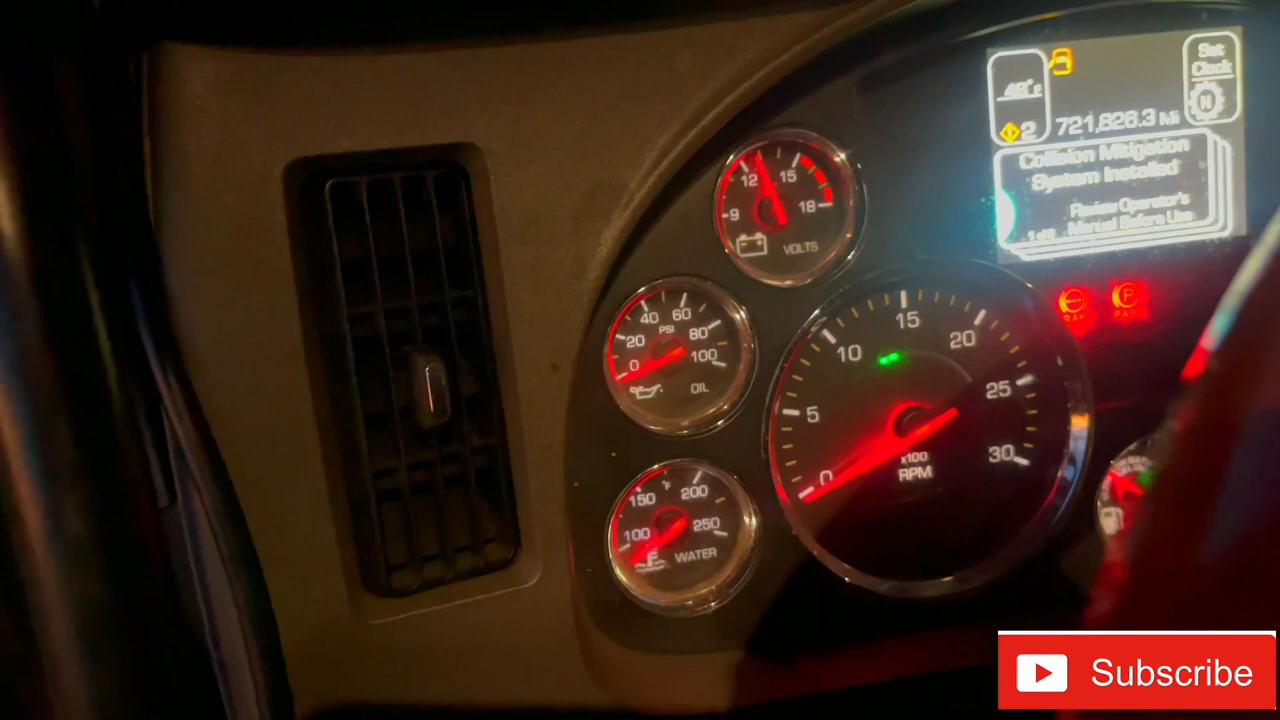 48°F
2
721,826.3 Mi
Set
Clock
N
Collision Mitigation
System Installed
Review Operator's
Manual Before Use
9 12 15 18
VOLTS
0 20 40 60 80 100
PSI
OIL
0 5 10 15 20 25 30
x100
RPM
P
100 150 200 250
°F
WATER
Subscribe